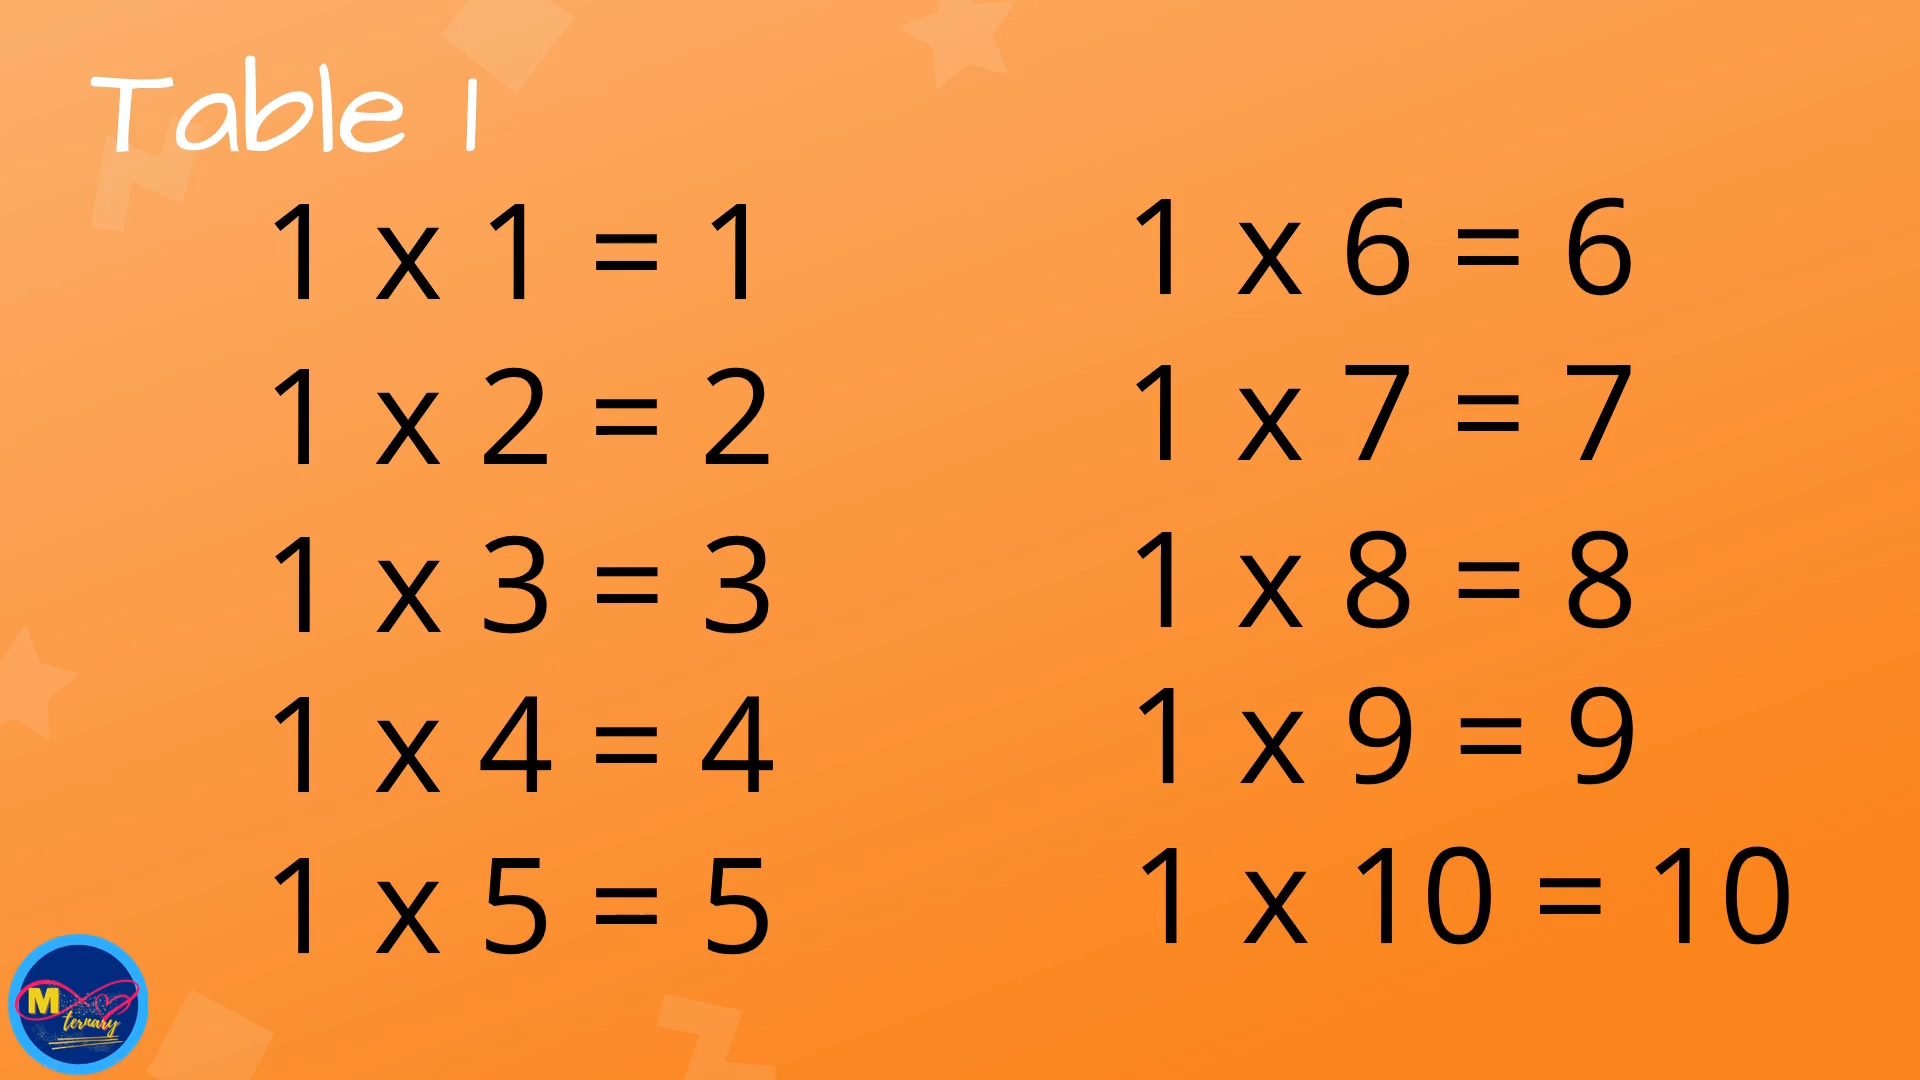 Table 1
1 x 1 = 1
1 x 2 = 2
1 x 3 = 3
1 x 4 = 4
1 x 5 = 5
1 x 6 = 6
1 x 7 = 7
1 x 8 = 8
1 x 9 = 9
1 x 10 = 10
M
ternary